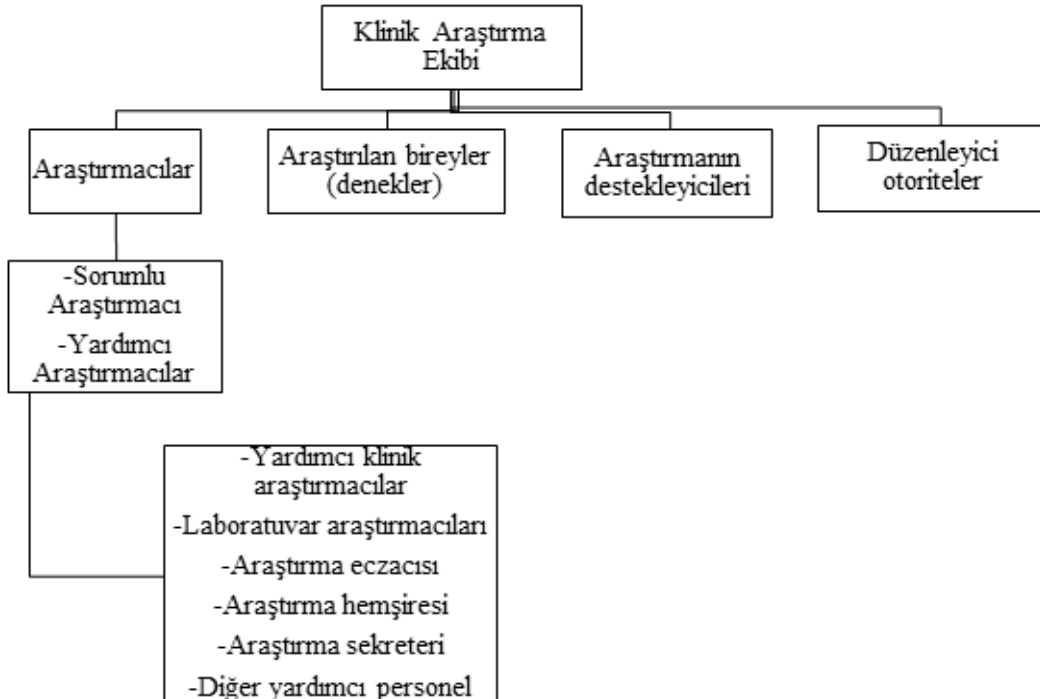 Klinik Araştırma
Ekibi
Araştırmacılar
Araştırılan bireyler
(denekler)
Araştırmanın
destekleyicileri
Düzenleyici
otoriteler
-Sorumlu
Araştırmacı
-Yardımcı
Araştırmacılar
-Yardımcı klinik
araştırmacılar
-Laboratuvar araştırmacıları
-Araştırma eczacısı
-Araştırma hemşiresi
-Araştırma sekreteri
-Diğer yardımcı personel